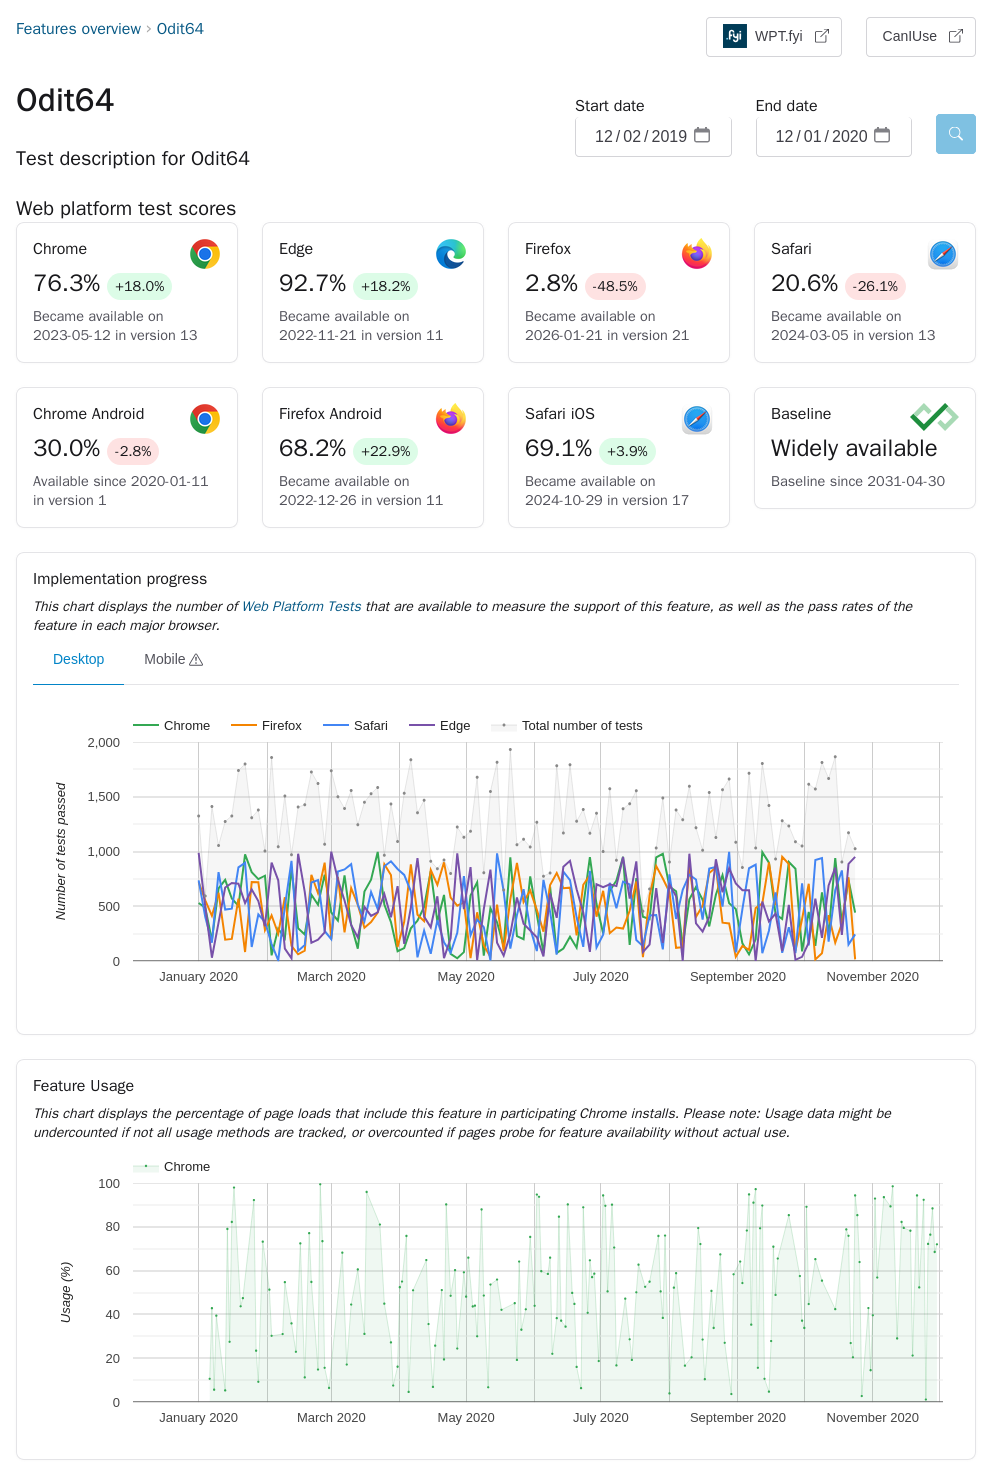 Features overview › Odit64
.fyi WPT.fyi
CanIUse
Odit64
Start date
End date
12/02/2019
12/01/2020
Test description for Odit64
Web platform test scores
Chrome
76.3% +18.0%
Became available on
2023-05-12 in version 13
Edge
92.7% +18.2%
Became available on
2022-11-21 in version 11
Firefox
2.8% -48.5%
Became available on
2026-01-21 in version 21
Safari
20.6% -26.1%
Became available on
2024-03-05 in version 13
Chrome Android
30.0% -2.8%
Available since 2020-01-11
in version 1
Firefox Android
68.2% +22.9%
Became available on
2022-12-26 in version 11
Safari iOS
69.1% +3.9%
Became available on
2024-10-29 in version 17
Baseline
Widely available
Baseline since 2031-04-30
Implementation progress
This chart displays the number of Web Platform Tests that are available to measure the support of this feature, as well as the pass rates of the
feature in each major browser.
Desktop
Mobile
Chrome Firefox Safari Edge Total number of tests
Number of tests passed
2,000
1,500
1,000
500
0
January 2020 March 2020 May 2020 July 2020 September 2020 November 2020
Feature Usage
This chart displays the percentage of page loads that include this feature in participating Chrome installs. Please note: Usage data might be
undercounted if not all usage methods are tracked, or overcounted if pages probe for feature availability without actual use.
Chrome
Usage (%)
100
80
60
40
20
0
January 2020 March 2020 May 2020 July 2020 September 2020 November 2020